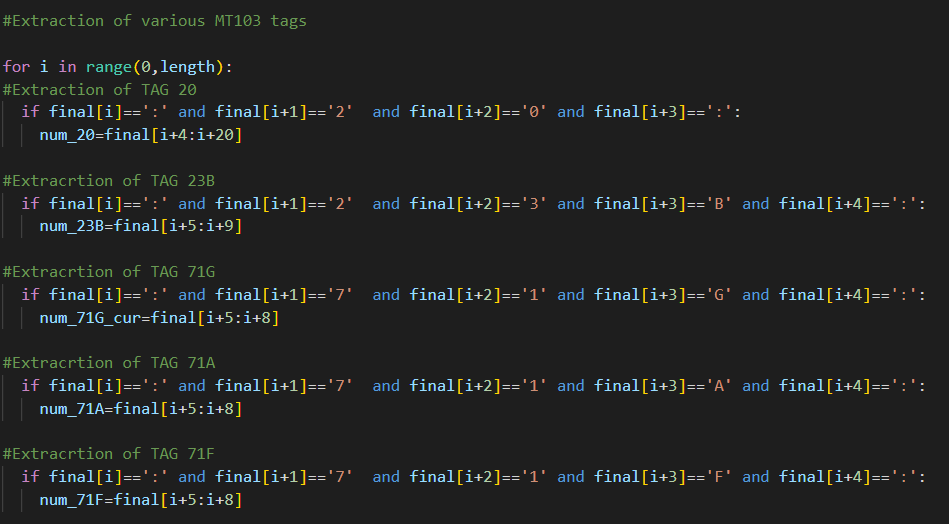 #Extraction of various MT103 tags
for i in range(0,length):
#Extraction of TAG 20
if final[i]==':' and final[i+1]=='2'  and final[i+2]=='0' and final[i+3]==':':
num_20=final[i+4:i+20]
#Extracrtion of TAG 23B
if final[i]==':' and final[i+1]=='2'  and final[i+2]=='3' and final[i+3]=='B' and final[i+4]==':':
num_23B=final[i+5:i+9]
#Extracrtion of TAG 71G
if final[i]==':' and final[i+1]=='7'  and final[i+2]=='1' and final[i+3]=='G' and final[i+4]==':':
num_71G_cur=final[i+5:i+8]
#Extracrtion of TAG 71A
if final[i]==':' and final[i+1]=='7'  and final[i+2]=='1' and final[i+3]=='A' and final[i+4]==':':
num_71A=final[i+5:i+8]
#Extracrtion of TAG 71F
if final[i]==':' and final[i+1]=='7'  and final[i+2]=='1' and final[i+3]=='F' and final[i+4]==':':
num_71F=final[i+5:i+8]